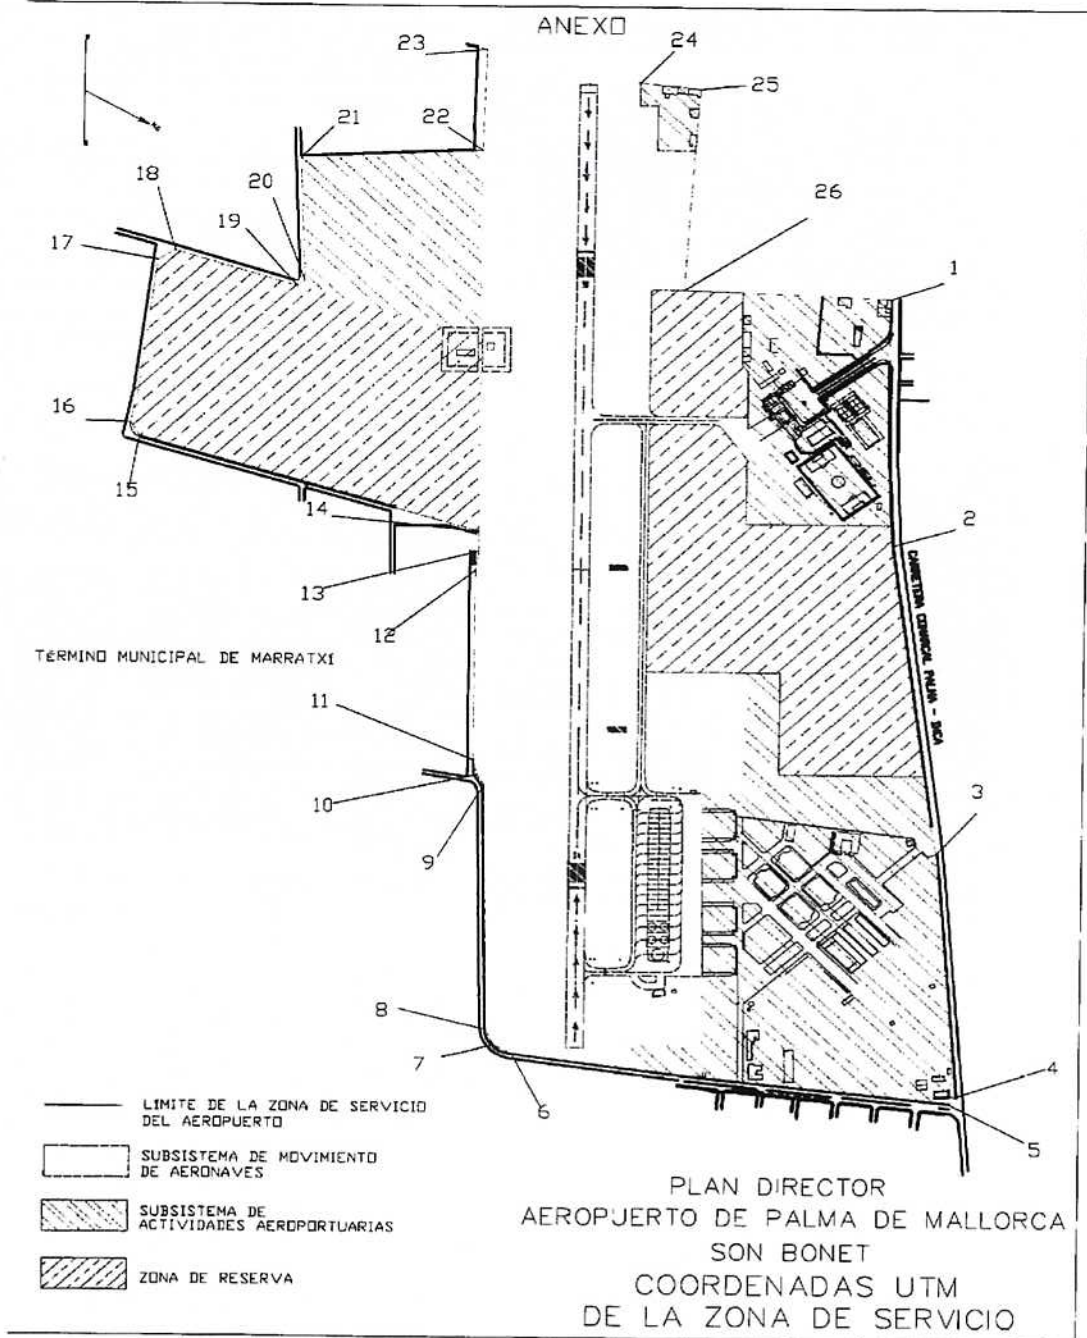 ANEXO
23
24
25
21
22
18
20
26
19
17
1
16
15
14
2
13
12
CARRETERA COMARCAL PALMA - INCA
TÉRMINO MUNICIPAL DE MARRATXI
11
10
3
9
8
7
6
4
5
LIMITE DE LA ZONA DE SERVICIO
DEL AEROPUERTO
SUBSISTEMA DE MOVIMIENTO
DE AERONAVES
SUBSISTEMA DE
ACTIVIDADES AEROPORTUARIAS
ZONA DE RESERVA
PLAN DIRECTOR
AEROPUERTO DE PALMA DE MALLORCA
SON BONET
COORDENADAS UTM
DE LA ZONA DE SERVICIO